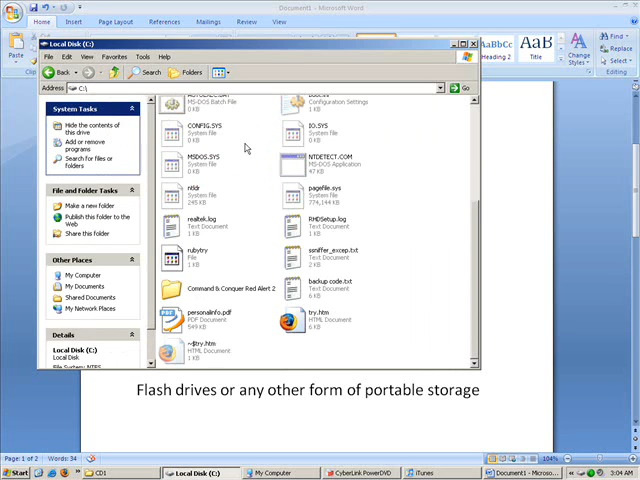 Document1 - Microsoft Word
Home Insert Page Layout References Mailings Review View
Paste
AaBbCc AaB
Heading 2 Title
Change Styles
Find
Replace
Select
Local Disk (C:)
File Edit View Favorites Tools Help
Back Search Folders
Address C:\ Go
System Tasks
Hide the contents of
this drive
Add or remove
programs
Search for files or
folders
File and Folder Tasks
Make a new folder
Publish this folder to the
Web
Share this folder
Other Places
My Computer
My Documents
Shared Documents
My Network Places
Details
Local Disk (C:)
Local Disk
MS-DOS Batch File
0 KB
Configuration Settings
1 KB
CONFIG.SYS
System file
0 KB
IO.SYS
System file
0 KB
MSDOS.SYS
System file
0 KB
NTDETECT.COM
MS-DOS Application
47 KB
ntldr
System file
245 KB
pagefile.sys
System file
774,144 KB
realtek.log
Text Document
1 KB
RHDSetup.log
Text Document
1 KB
rubytry
File
1 KB
ssniffer_excep.txt
Text Document
1 KB
Command & Conquer Red Alert 2
backup code.txt
Text Document
6 KB
personalinfo.pdf
PDF Document
549 KB
try.htm
HTML Document
6 KB
~$try.htm
HTML Document
1 KB
Flash drives or any other form of portable storage
Page: 1 of 2 Words: 34 104%
Start CD1 Local Disk (C:) My Computer CyberLink PowerDVD iTunes Document1 - Microso... 3:04 AM